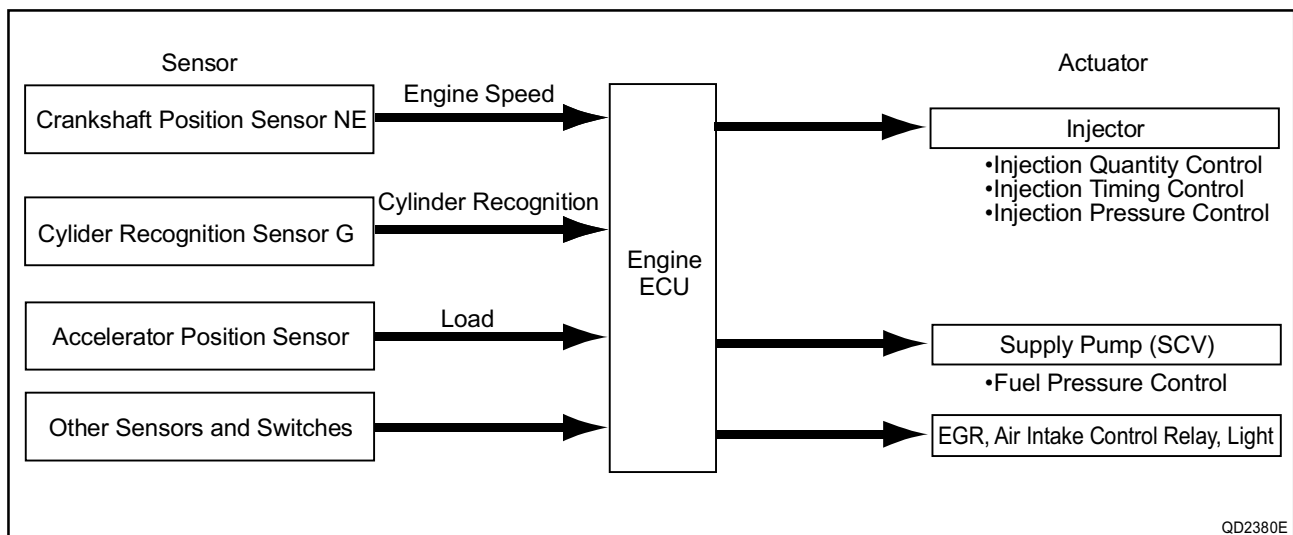 Sensor
Actuator
Engine Speed
Crankshaft Position Sensor NE
Injector
•Injection Quantity Control
•Injection Timing Control
•Injection Pressure Control
Cylinder Recognition
Cylider Recognition Sensor G
Engine
ECU
Load
Accelerator Position Sensor
Supply Pump (SCV)
•Fuel Pressure Control
Other Sensors and Switches
EGR, Air Intake Control Relay, Light
QD2380E